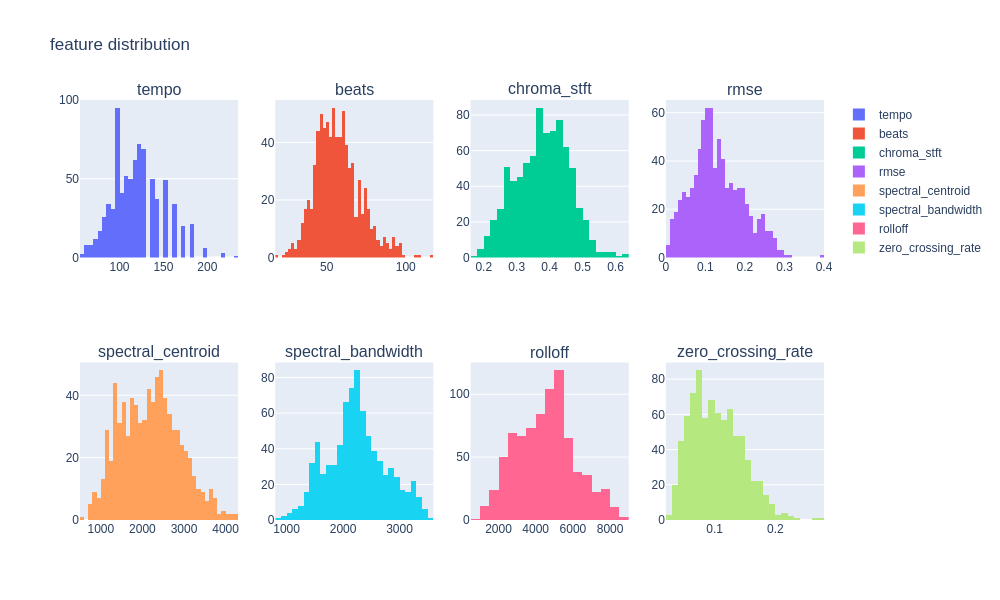 feature distribution
tempo beats chroma_stft rmse
100
50
0
100 150 200
40
20
0
50 100
80
60
40
20
0
0.2 0.3 0.4 0.5 0.6
60
40
20
0
0 0.1 0.2 0.3 0.4
tempo
beats
chroma_stft
rmse
spectral_centroid
spectral_bandwidth
rolloff
zero_crossing_rate
spectral_centroid spectral_bandwidth rolloff zero_crossing_rate
40
20
0
1000 2000 3000 4000
80
60
40
20
0
1000 2000 3000
100
50
0
2000 4000 6000 8000
80
60
40
20
0
0.1 0.2